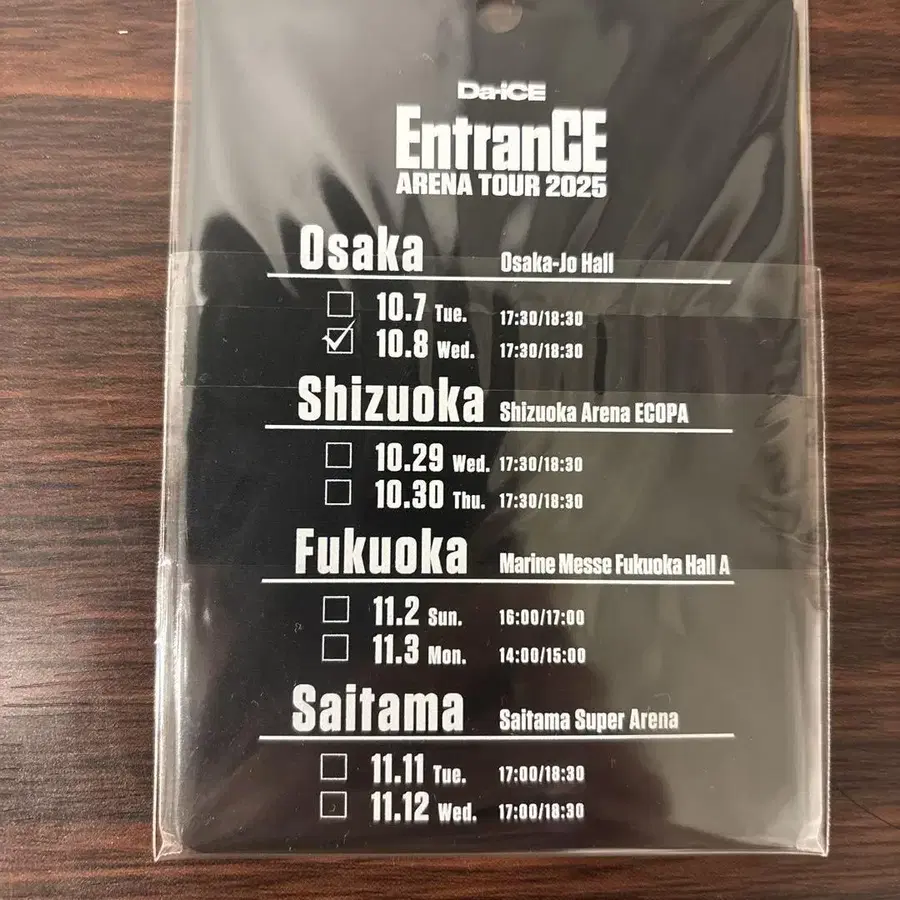 Da-iCE
EntranCE
ARENA TOUR 2025
Osaka Osaka-Jo Hall
10.7 Tue. 17:30/18:30
10.8 Wed. 17:30/18:30
Shizuoka Shizuoka Arena ECOPA
10.29 Wed. 17:30/18:30
10.30 Thu. 17:30/18:30
Fukuoka Marine Messe Fukuoka Hall A
11.2 Sun. 16:00/17:00
11.3 Mon. 14:00/15:00
Saitama Saitama Super Arena
11.11 Tue. 17:00/18:30
11.12 Wed. 17:00/18:30